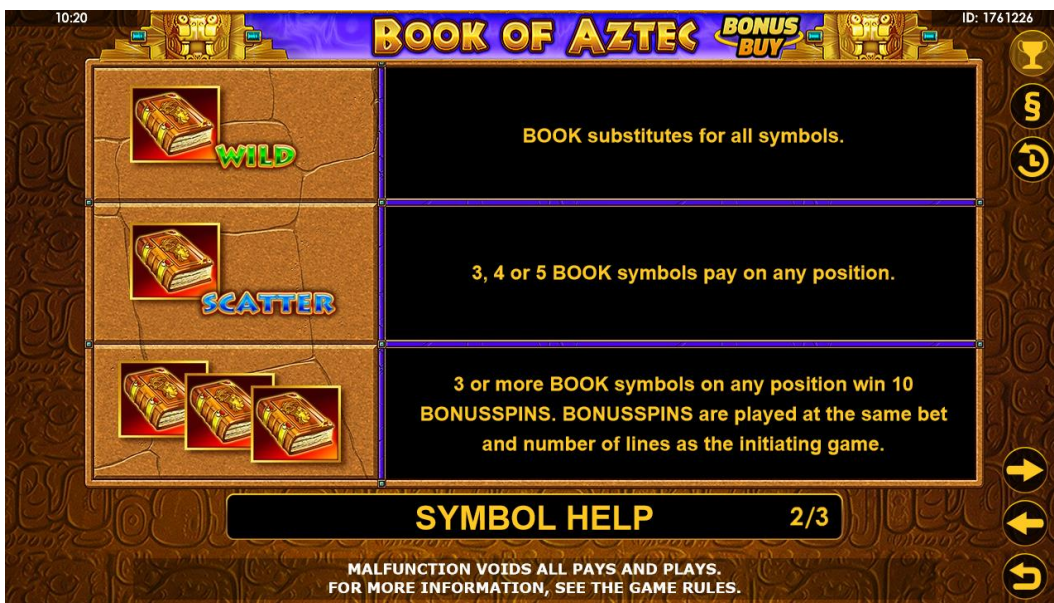 10:20
BOOK OF AZTEC BONUS BUY
ID: 1761226
§
WILD
BOOK substitutes for all symbols.
SCATTER
3, 4 or 5 BOOK symbols pay on any position.
3 or more BOOK symbols on any position win 10
BONUSSPINS. BONUSSPINS are played at the same bet
and number of lines as the initiating game.
SYMBOL HELP 2/3
MALFUNCTION VOIDS ALL PAYS AND PLAYS.
FOR MORE INFORMATION, SEE THE GAME RULES.